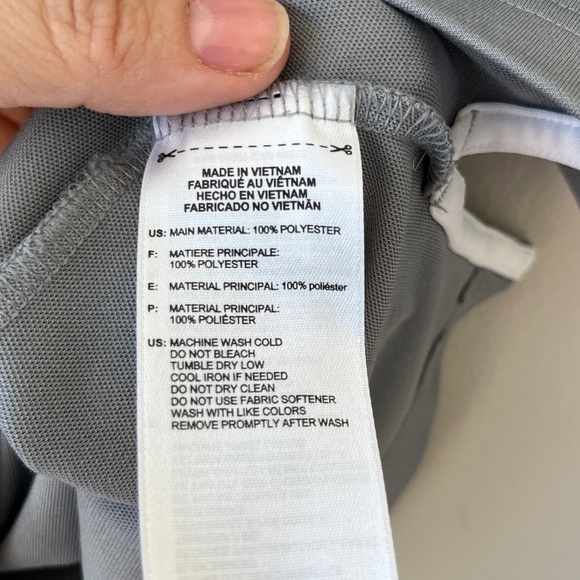 MADE IN VIETNAM
FABRIQUÉ AU VIÊTNAM
HECHO EN VIETNAM
FABRICADO NO VIETNÃN
US: MAIN MATERIAL: 100% POLYESTER
F: MATIERE PRINCIPALE:
100% POLYESTER
E: MATERIAL PRINCIPAL: 100% poliéster
P: MATERIAL PRINCIPAL:
100% POLIÉSTER
US: MACHINE WASH COLD
DO NOT BLEACH
TUMBLE DRY LOW
COOL IRON IF NEEDED
DO NOT DRY CLEAN
DO NOT USE FABRIC SOFTENER
WASH WITH LIKE COLORS
REMOVE PROMPTLY AFTER WASH